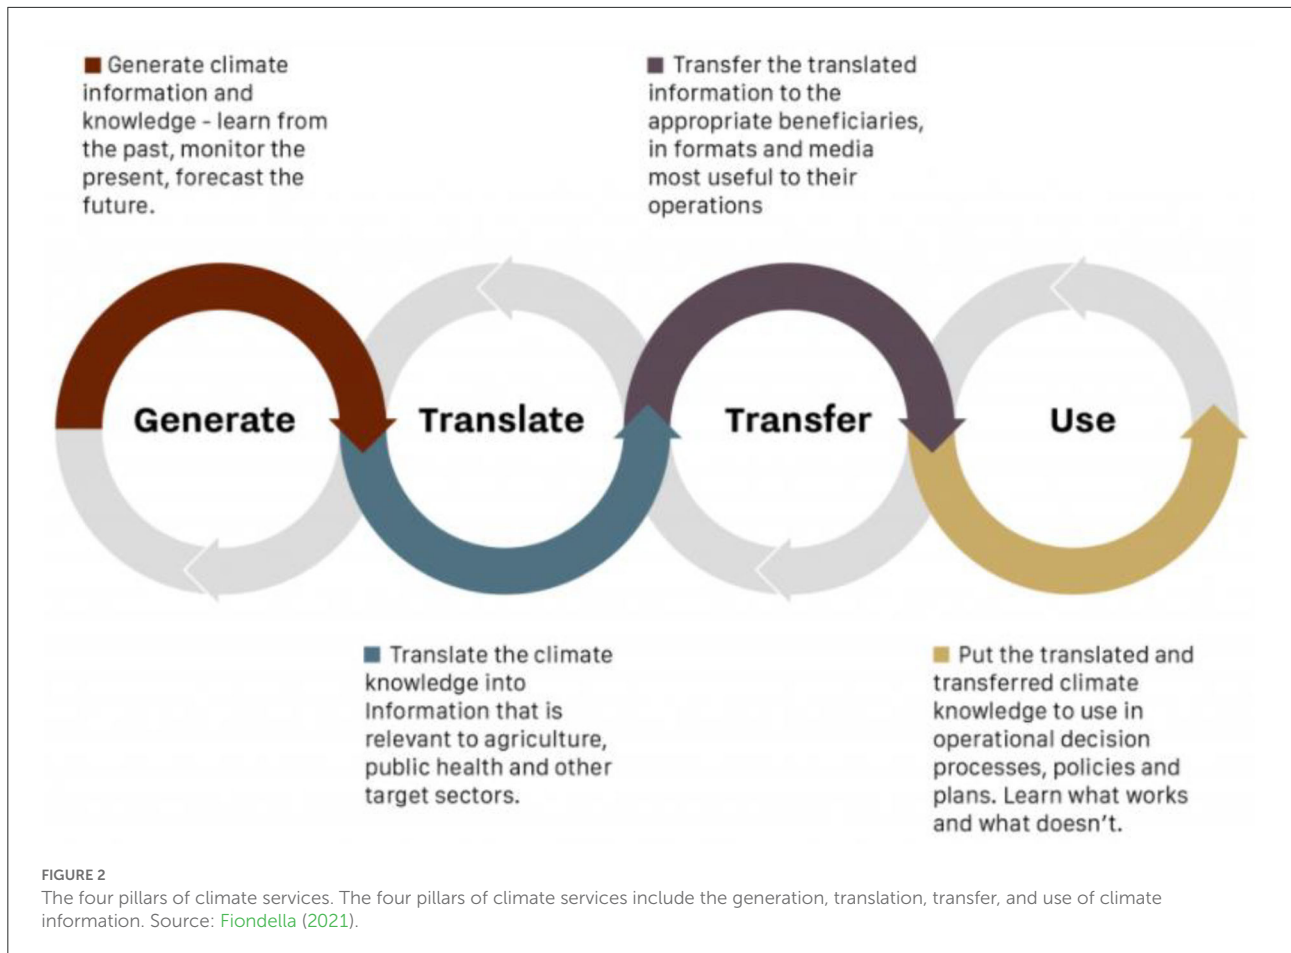 Generate climate
information and
knowledge - learn from
the past, monitor the
present, forecast the
future.
Transfer the translated
information to the
appropriate beneficiaries,
in formats and media
most useful to their
operations
Generate
Translate
Transfer
Use
Translate the climate
knowledge into
Information that is
relevant to agriculture,
public health and other
target sectors.
Put the translated and
transferred climate
knowledge to use in
operational decision
processes, policies and
plans. Learn what works
and what doesn't.
FIGURE 2
The four pillars of climate services. The four pillars of climate services include the generation, translation, transfer, and use of climate
information. Source: Fiondella (2021).